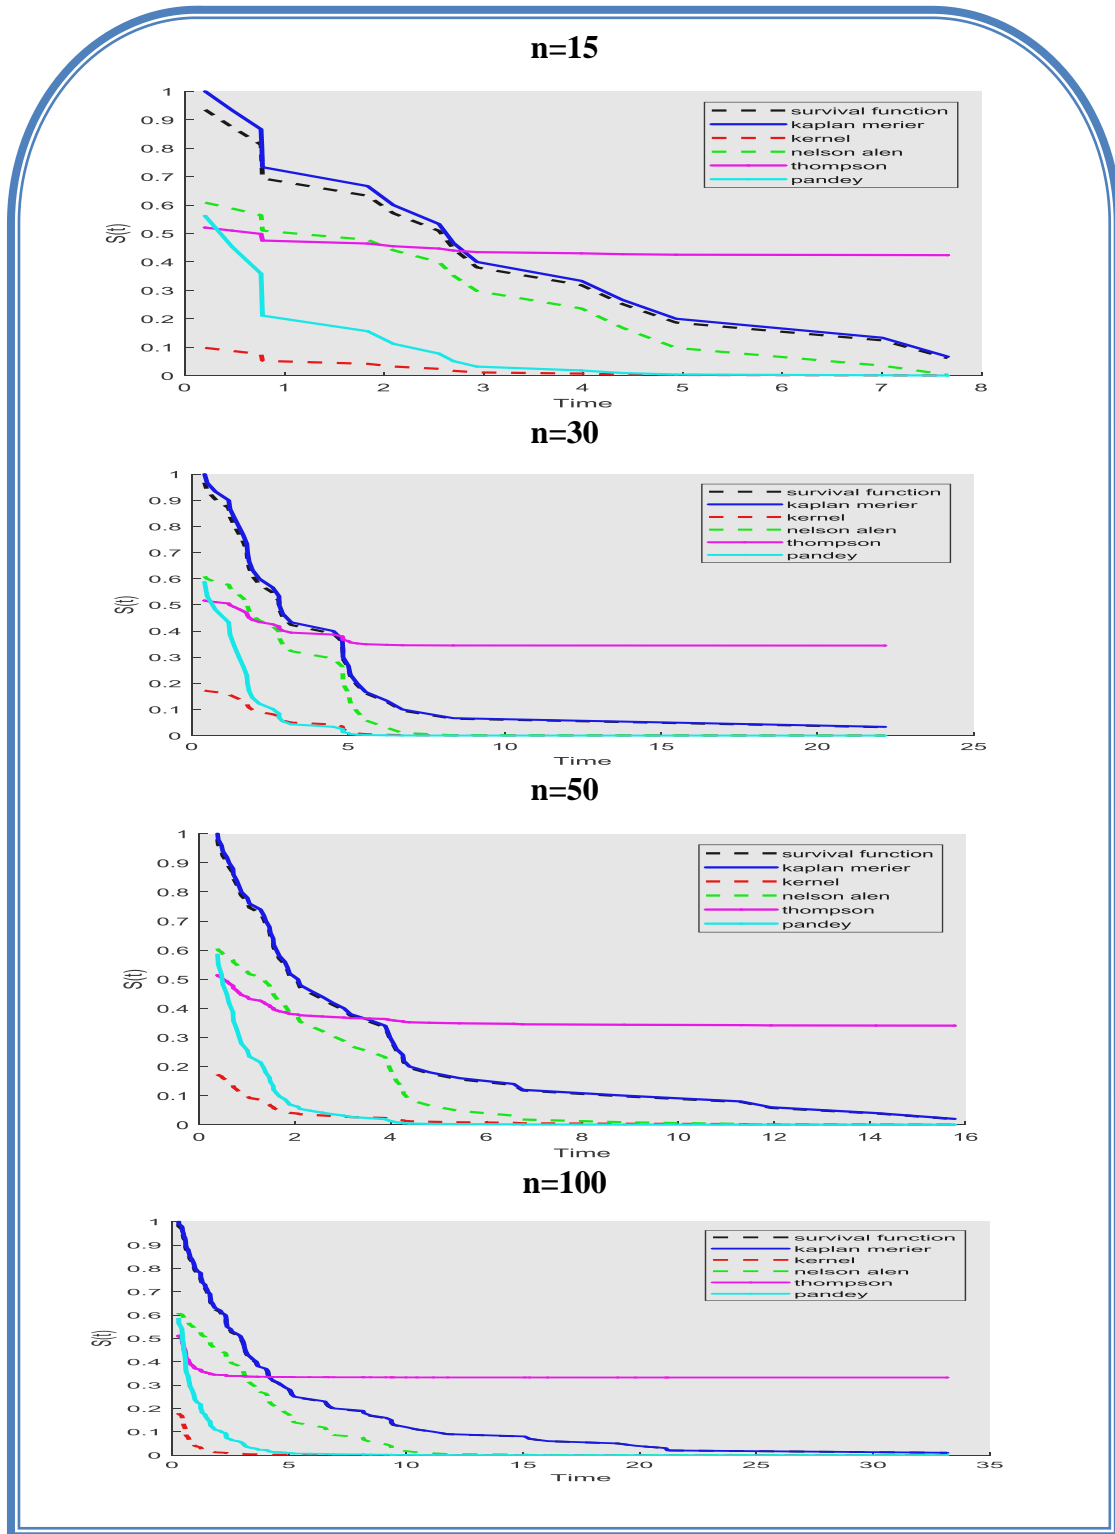 n=15
1
0.9
0.8
0.7
0.6
0.5
0.4
0.3
0.2
0.1
0
S(t)
survival function
kaplan merier
kernel
nelson alen
thompson
pandey
0 1 2 3 4 5 6 7 8
Time
n=30
1
0.9
0.8
0.7
0.6
0.5
0.4
0.3
0.2
0.1
0
S(t)
survival function
kaplan merier
kernel
nelson alen
thompson
pandey
0 5 10 15 20 25
Time
n=50
1
0.9
0.8
0.7
0.6
0.5
0.4
0.3
0.2
0.1
0
S(t)
survival function
kaplan merier
kernel
nelson alen
thompson
pandey
0 2 4 6 8 10 12 14 16
Time
n=100
1
0.9
0.8
0.7
0.6
0.5
0.4
0.3
0.2
0.1
0
S(t)
survival function
kaplan merier
kernel
nelson alen
thompson
pandey
0 5 10 15 20 25 30 35
Time